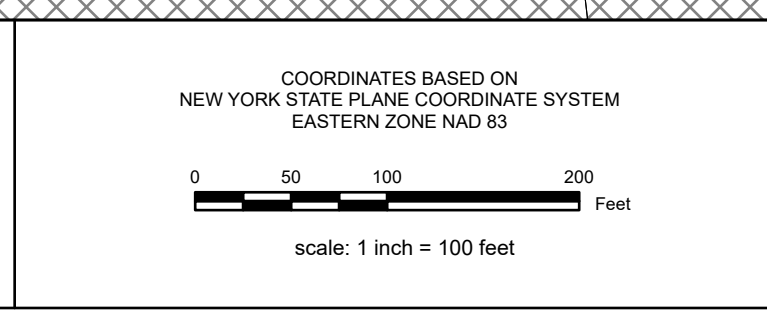 COORDINATES BASED ON
NEW YORK STATE PLANE COORDINATE SYSTEM
EASTERN ZONE NAD 83
0 50 100 200
Feet
scale: 1 inch = 100 feet